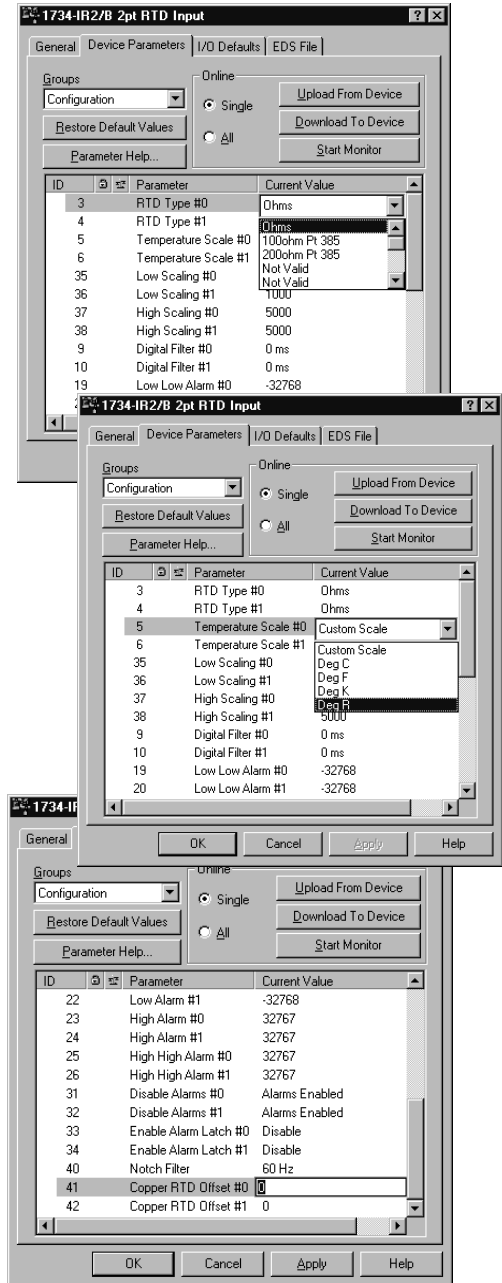 1734-IR2/B 2pt RTD Input
General Device Parameters I/O Defaults EDS File
Groups Online
Configuration Single Upload From Device
Restore Default Values All Download To Device
Parameter Help... Start Monitor
ID Parameter Current Value
3 RTD Type #0 Ohms
4 RTD Type #1 Ohms
5 Temperature Scale #0 100ohm Pt 385
6 Temperature Scale #1 200ohm Pt 385
35 Low Scaling #0 Not Valid
Not Valid
36 Low Scaling #1 1000
37 High Scaling #0 5000
38 High Scaling #1 5000
9 Digital Filter #0 0 ms
10 Digital Filter #1 0 ms
19 Low Low Alarm #0 -32768
1734-IR2/B 2pt RTD Input
General Device Parameters I/O Defaults EDS File
Groups Online
Configuration Single Upload From Device
Restore Default Values All Download To Device
Parameter Help... Start Monitor
ID Parameter Current Value
3 RTD Type #0 Ohms
4 RTD Type #1 Ohms
5 Temperature Scale #0 Custom Scale
6 Temperature Scale #1 Custom Scale
35 Low Scaling #0 Deg C
36 Low Scaling #1 Deg F
Deg K
37 High Scaling #0 Deg R
38 High Scaling #1 5000
9 Digital Filter #0 0 ms
10 Digital Filter #1 0 ms
19 Low Low Alarm #0 -32768
20 Low Low Alarm #1 -32768
OK Cancel Apply Help
1734-IR
General
Groups Online
Configuration Single Upload From Device
Restore Default Values All Download To Device
Parameter Help... Start Monitor
ID Parameter Current Value
22 Low Alarm #1 -32768
23 High Alarm #0 32767
24 High Alarm #1 32767
25 High High Alarm #0 32767
26 High High Alarm #1 32767
31 Disable Alarms #0 Alarms Enabled
32 Disable Alarms #1 Alarms Enabled
33 Enable Alarm Latch #0 Disable
34 Enable Alarm Latch #1 Disable
40 Notch Filter 60 Hz
41 Copper RTD Offset #0 0
42 Copper RTD Offset #1 0
OK Cancel Apply Help